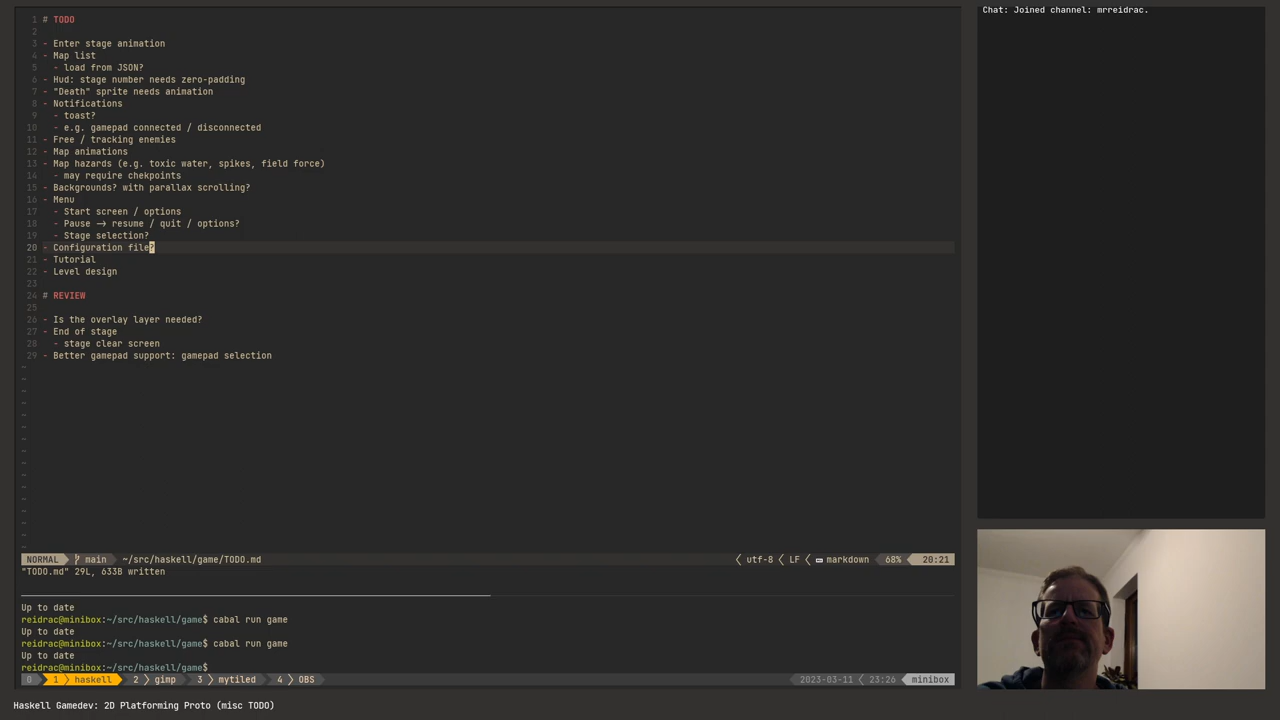 Chat: Joined channel: mrreidrac.
1 # TODO
2
3 - Enter stage animation
4 - Map list
5 - load from JSON?
6 - Hud: stage number needs zero-padding
7 - "Death" sprite needs animation
8 - Notifications
9 - toast?
10 - e.g. gamepad connected / disconnected
11 - Free / tracking enemies
12 - Map animations
13 - Map hazards (e.g. toxic water, spikes, field force)
14 - may require chekpoints
15 - Backgrounds? with parallax scrolling?
16 - Menu
17 - Start screen / options
18 - Pause → resume / quit / options?
19 - Stage selection?
20 - Configuration file?
21 - Tutorial
22 - Level design
23
24 # REVIEW
25
26 - Is the overlay layer needed?
27 - End of stage
28 - stage clear screen
29 - Better gamepad support: gamepad selection
NORMAL main ~/src/haskell/game/TODO.md utf-8 LF markdown 68% 20:21
"TODO.md" 29L, 633B written
Up to date
reidrac@minibox:~/src/haskell/game$ cabal run game
Up to date
reidrac@minibox:~/src/haskell/game$ cabal run game
Up to date
reidrac@minibox:~/src/haskell/game$
0 1 haskell 2 gimp 3 mytiled 4 OBS 2023-03-11 23:26 minibox
Haskell Gamedev: 2D Platforming Proto (misc TODO)